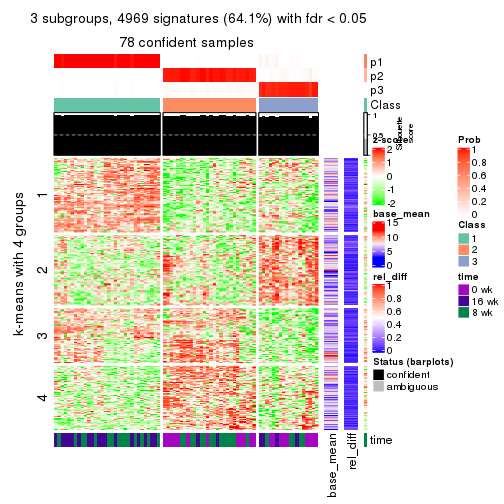 3 subgroups, 4969 signatures (64.1%) with fdr < 0.05
78 confident samples
p1
p2
p3
Class
1
0.5
Silhouette
score
k-means with 4 groups
1
2
3
4
time
base_mean
rel_diff
z-score
2
1
0
-1
-2
base_mean
15
10
5
0
rel_diff
1
0.8
0.6
0.4
0.2
0
Status (barplots)
confident
ambiguous
Prob
1
0.8
0.6
0.4
0.2
0
Class
1
2
3
time
0 wk
16 wk
8 wk